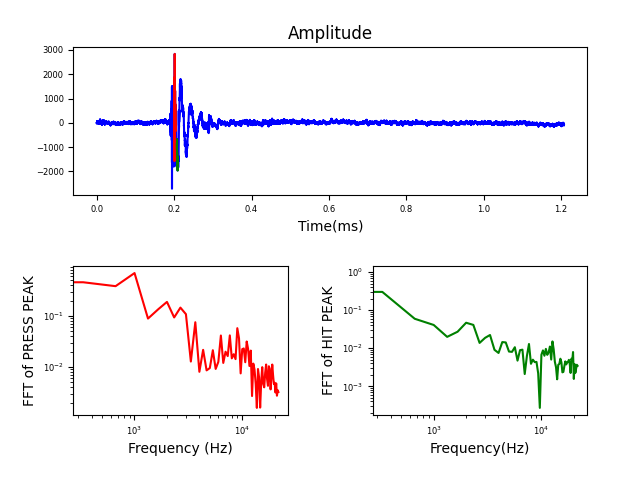 Amplitude
3000
2000
1000
0
−1000
−2000
0.0 0.2 0.4 0.6 0.8 1.0 1.2
Time(ms)
FFT of PRESS PEAK
10⁻¹
10⁻²
10³ 10⁴
Frequency (Hz)
FFT of HIT PEAK
10⁰
10⁻¹
10⁻²
10⁻³
10³ 10⁴
Frequency(Hz)